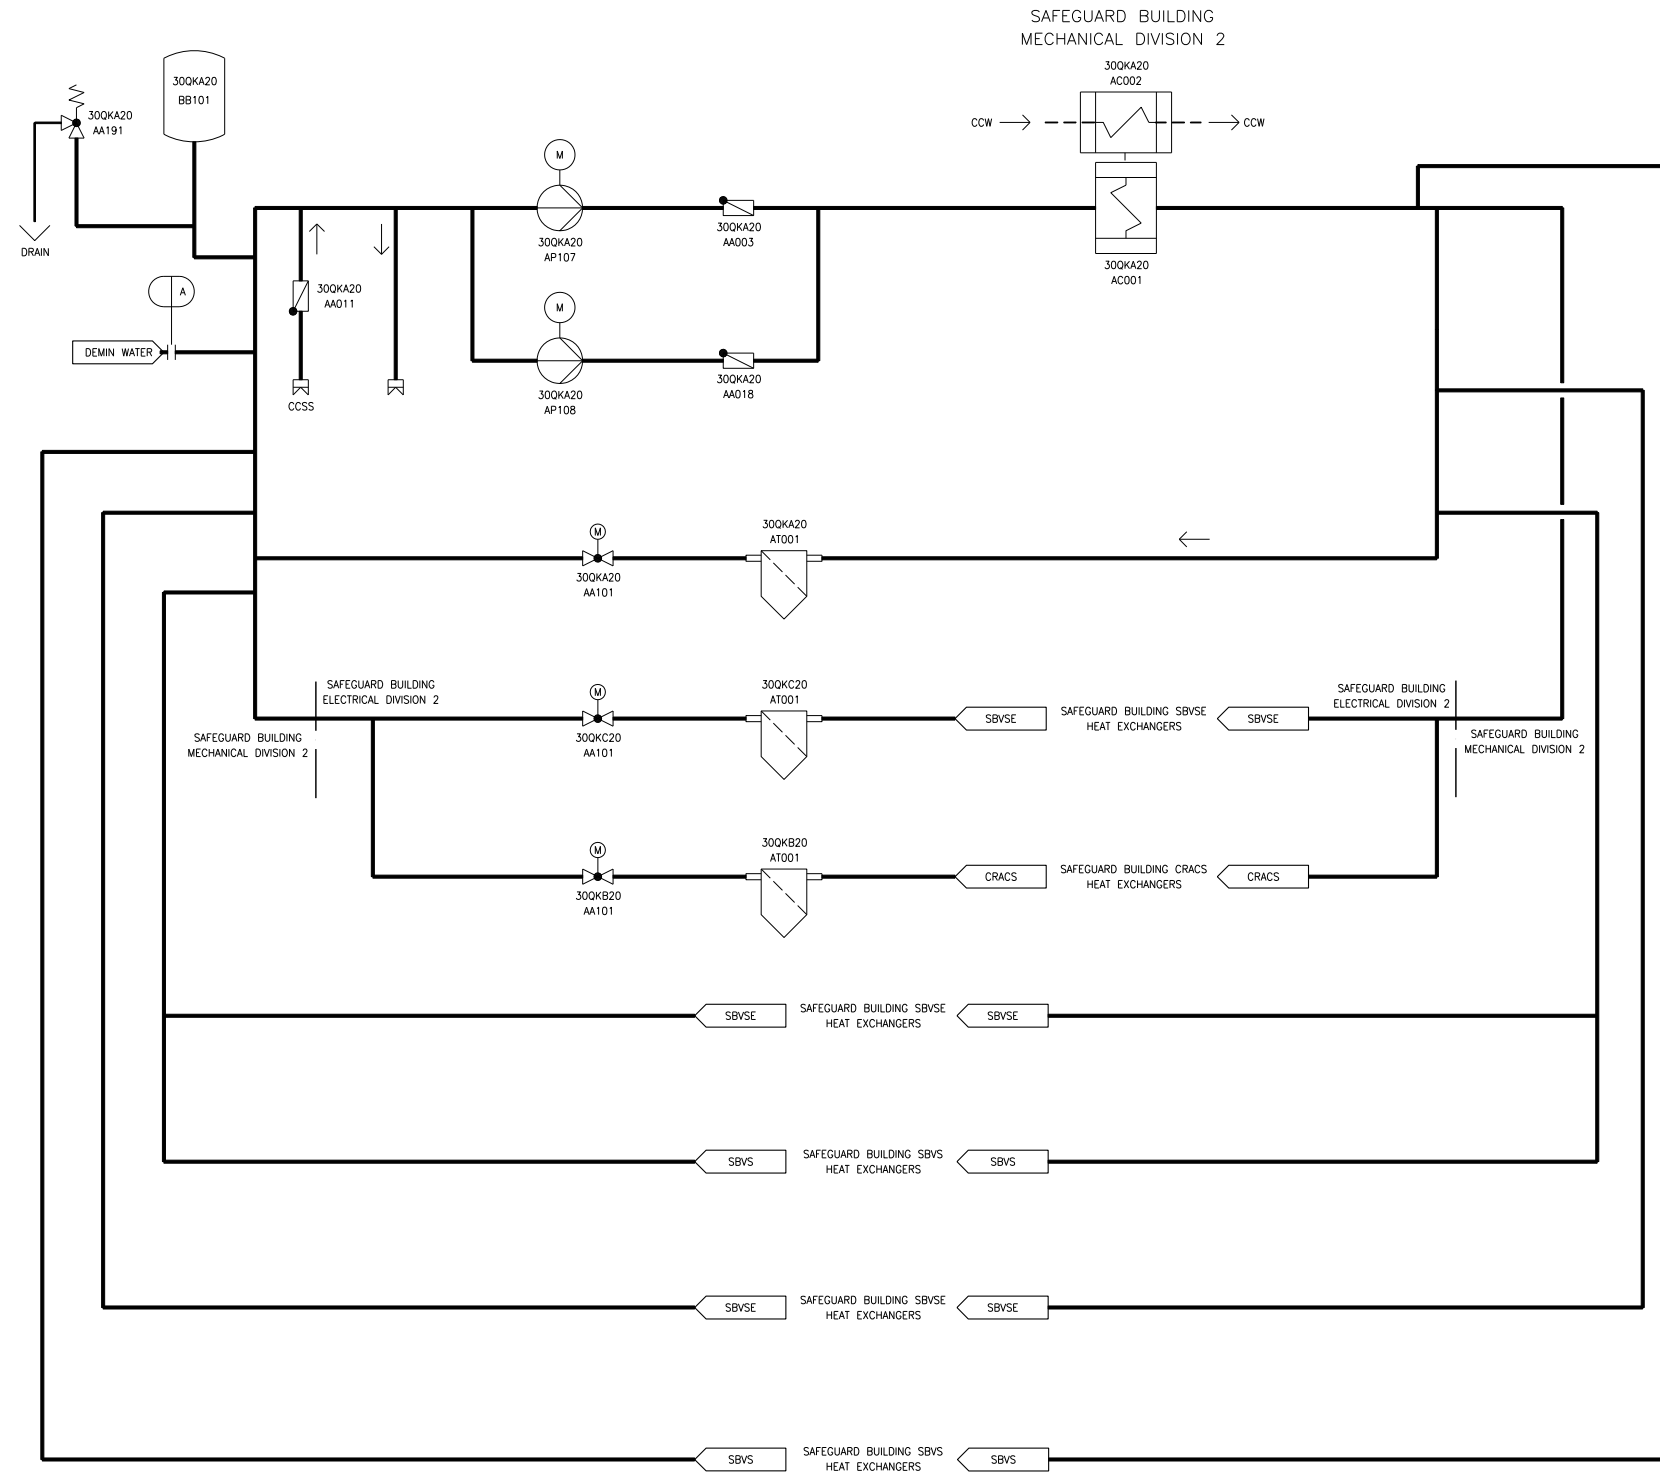 SAFEGUARD BUILDING
MECHANICAL DIVISION 2
30QKA20
AC002
30QKA20
BB101
30QKA20
AA191
CCW
CCW
M
30QKA20
AA003
DRAIN
30QKA20
AP107
30QKA20
AC001
A
30QKA20
AA011
M
DEMIN WATER
30QKA20
AA018
30QKA20
AP108
CCSS
30QKA20
AT001
M
30QKA20
AA101
SAFEGUARD BUILDING
ELECTRICAL DIVISION 2
M
30QKC20
AT001
SAFEGUARD BUILDING
ELECTRICAL DIVISION 2
SBVSE
SAFEGUARD BUILDING SBVSE
HEAT EXCHANGERS
SBVSE
SAFEGUARD BUILDING
MECHANICAL DIVISION 2
30QKC20
AA101
SAFEGUARD BUILDING
MECHANICAL DIVISION 2
M
30QKB20
AT001
CRACS
SAFEGUARD BUILDING CRACS
HEAT EXCHANGERS
CRACS
30QKB20
AA101
SBVSE
SAFEGUARD BUILDING SBVSE
HEAT EXCHANGERS
SBVSE
SBVS
SAFEGUARD BUILDING SBVS
HEAT EXCHANGERS
SBVS
SBVSE
SAFEGUARD BUILDING SBVSE
HEAT EXCHANGERS
SBVSE
SBVS
SAFEGUARD BUILDING SBVS
HEAT EXCHANGERS
SBVS